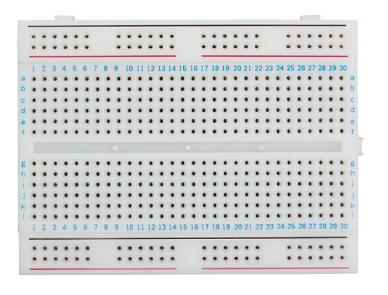 1 2 3 4 5 6 7 8 9 10 11 12 13 14 15 16 17 18 19 20 21 22 23 24 25 26 27 28 29 30
a a
b b
c c
d d
e e
f f
g g
h h
i i
j j
k k
l l
1 2 3 4 5 6 7 8 9 10 11 12 13 14 15 16 17 18 19 20 21 22 23 24 25 26 27 28 29 30